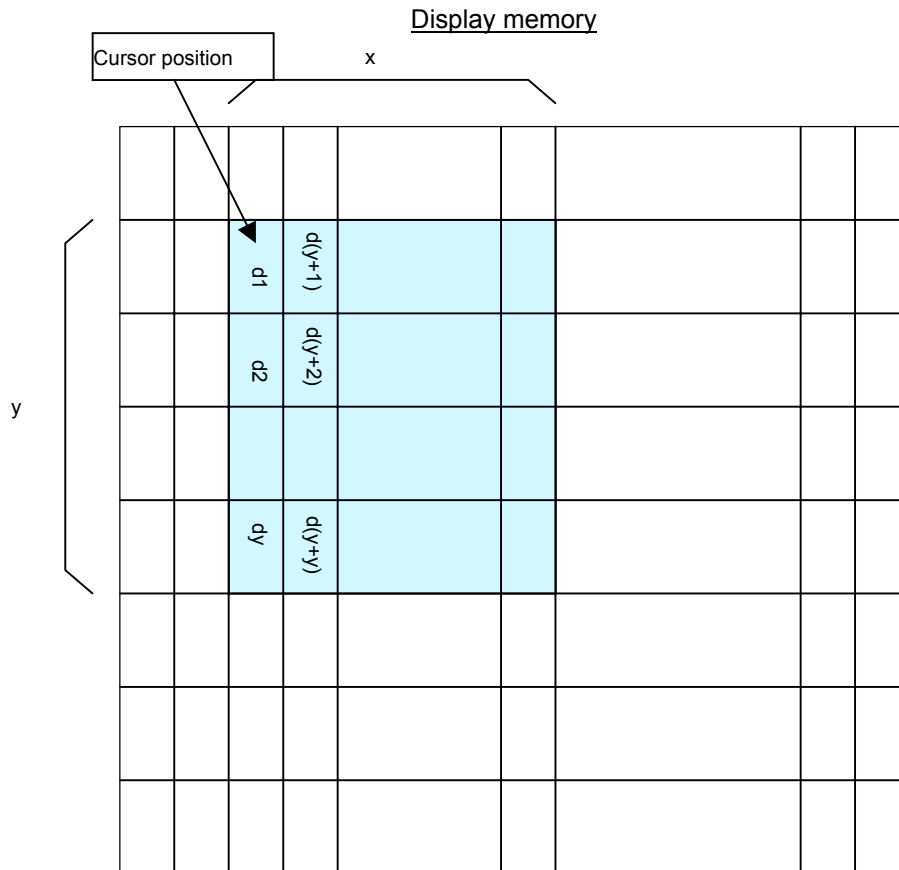 Display memory
Cursor position
x
y
d1
d(y+1)
d2
d(y+2)
dy
d(y+y)